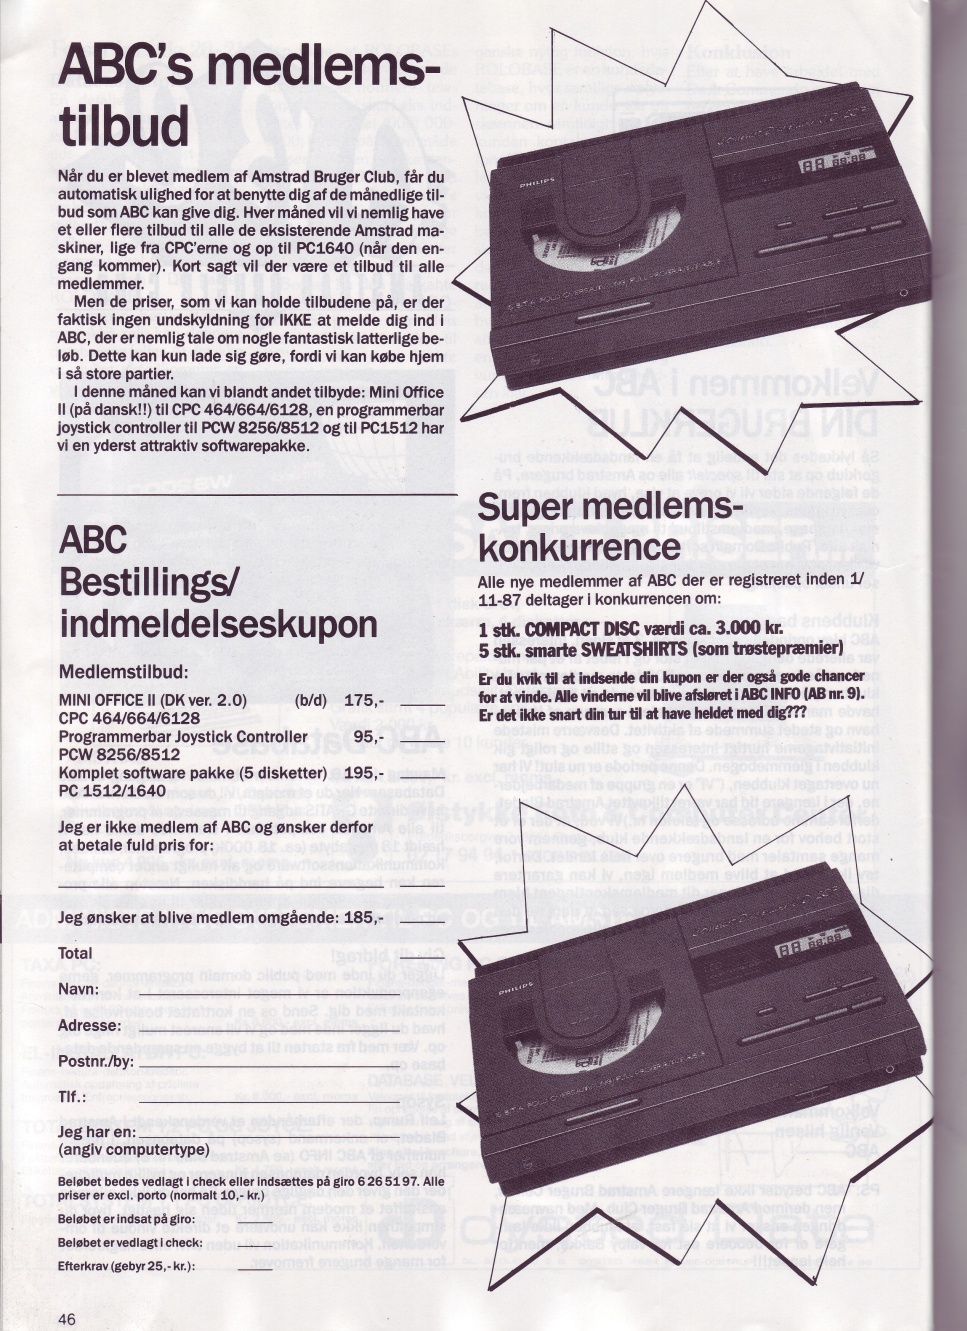 ABC's medlems-
tilbud
Når du er blevet medlem af Amstrad Bruger Club, får du
automatisk ulighed for at benytte dig af de månedlige til-
bud som ABC kan give dig. Hver måned vil vi nemlig have
et eller flere tilbud til alle de eksisterende Amstrad ma-
skiner, lige fra CPC'erne og op til PC1640 (når den en-
gang kommer). Kort sagt vil der være et tilbud til alle
medlemmer.
Men de priser, som vi kan holde tilbudene på, er der
faktisk ingen undskyldning for IKKE at melde dig ind i
ABC, der er nemlig tale om nogle fantastisk latterlige be-
løb. Dette kan kun lade sig gøre, fordi vi kan købe hjem
i så store partier.
I denne måned kan vi blandt andet tilbyde: Mini Office
II (på dansk!!) til CPC 464/664/6128, en programmerbar
joystick controller til PCW 8256/8512 og til PC1512 har
vi en yderst attraktiv softwarepakke.
PHILIPS
ABC
Bestillings/
indmeldelseskupon
Medlemstilbud:
MINI OFFICE II (DK ver. 2.0) (b/d) 175,-
CPC 464/664/6128
Programmerbar Joystick Controller 95,-
PCW 8256/8512
Komplet software pakke (5 disketter) 195,-
PC 1512/1640
Jeg er ikke medlem af ABC og ønsker derfor
at betale fuld pris for:
Jeg ønsker at blive medlem omgående: 185,-
Total
Navn:
Adresse:
Postnr./by:
Tlf.:
Jeg har en:
(angiv computertype)
Beløbet bedes vedlagt i check eller indsættes på giro 6 26 51 97. Alle
priser er excl. porto (normalt 10,- kr.)
Beløbet er indsat på giro:
Beløbet er vedlagt i check:
Efterkrav (gebyr 25,- kr.):
46
Super medlems-
konkurrence
Alle nye medlemmer af ABC der er registreret inden 1/
11-87 deltager i konkurrencen om:
1 stk. COMPACT DISC værdi ca. 3.000 kr.
5 stk. smarte SWEATSHIRTS (som trøstepræmier)
Er du kvik til at indsende din kupon er der også gode chancer
for at vinde. Alle vinderne vil blive afsløret i ABC INFO (AB nr. 9).
Er det ikke snart din tur til at have heldet med dig???
PHILIPS